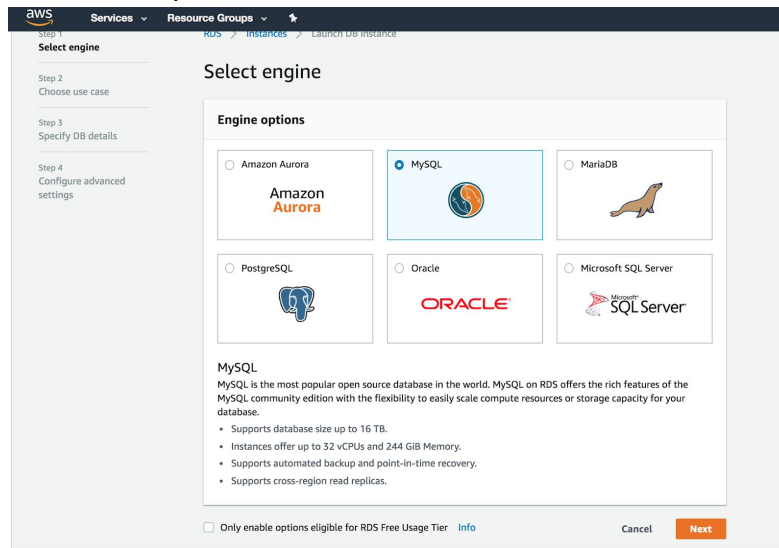 aws Services Resource Groups
Step 1
Select engine
Step 2
Choose use case
Step 3
Specify DB details
Step 4
Configure advanced
settings
RDS > Instances > Launch DB instance
Select engine
Engine options
Amazon Aurora
Amazon
Aurora
MySQL
MariaDB
PostgreSQL
Oracle
ORACLE
Microsoft SQL Server
Microsoft
SQL Server
MySQL
MySQL is the most popular open source database in the world. MySQL on RDS offers the rich features of the
MySQL community edition with the flexibility to easily scale compute resources or storage capacity for your
database.
• Supports database size up to 16 TB.
• Instances offer up to 32 vCPUs and 244 GiB Memory.
• Supports automated backup and point-in-time recovery.
• Supports cross-region read replicas.
Only enable options eligible for RDS Free Usage Tier Info
Cancel Next